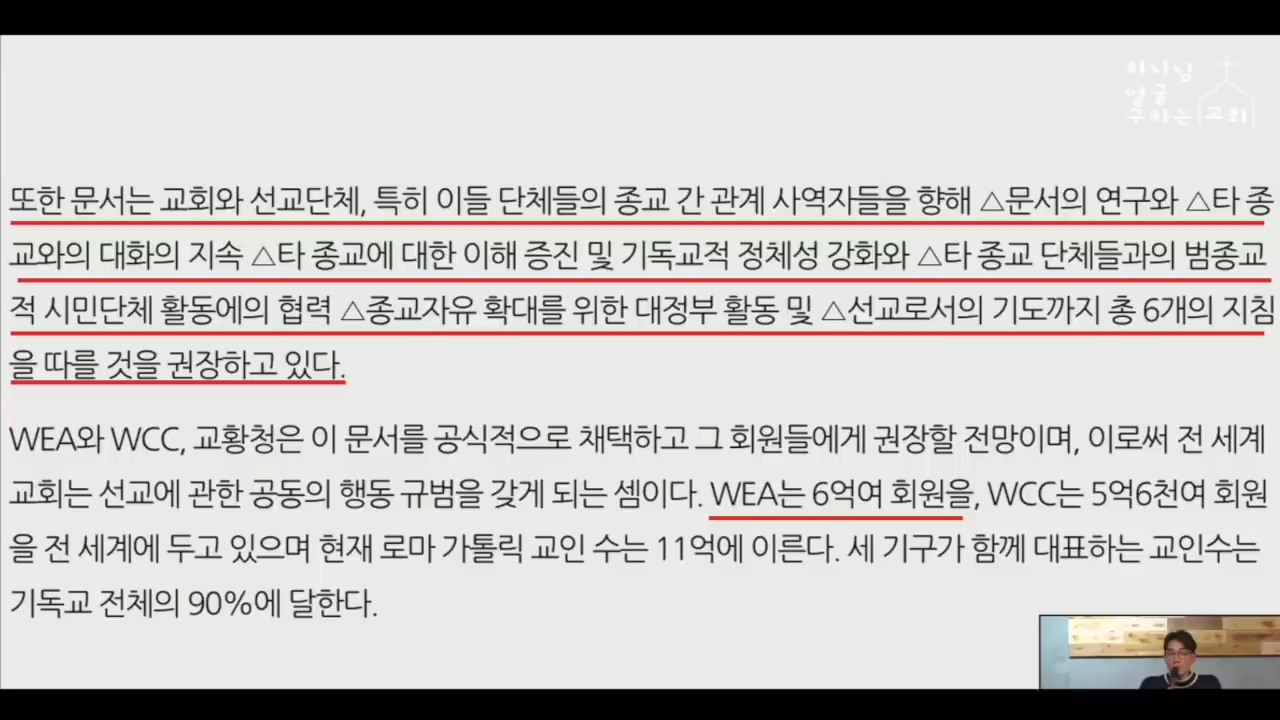 하나님
얼굴
구하는 교회
또한 문서는 교회와 선교단체, 특히 이들 단체들의 종교 간 관계 사역자들을 향해 △문서의 연구와 △타 종
교와의 대화의 지속 △타 종교에 대한 이해 증진 및 기독교적 정체성 강화와 △타 종교 단체들과의 범종교
적 시민단체 활동에의 협력 △종교자유 확대를 위한 대정부 활동 및 △선교로서의 기도까지 총 6개의 지침
을 따를 것을 권장하고 있다.
WEA와 WCC, 교황청은 이 문서를 공식적으로 채택하고 그 회원들에게 권장할 전망이며, 이로써 전 세계
교회는 선교에 관한 공동의 행동 규범을 갖게 되는 셈이다. WEA는 6억여 회원을, WCC는 5억6천여 회원
을 전 세계에 두고 있으며 현재 로마 가톨릭 교인 수는 11억에 이른다. 세 기구가 함께 대표하는 교인수는
기독교 전체의 90%에 달한다.